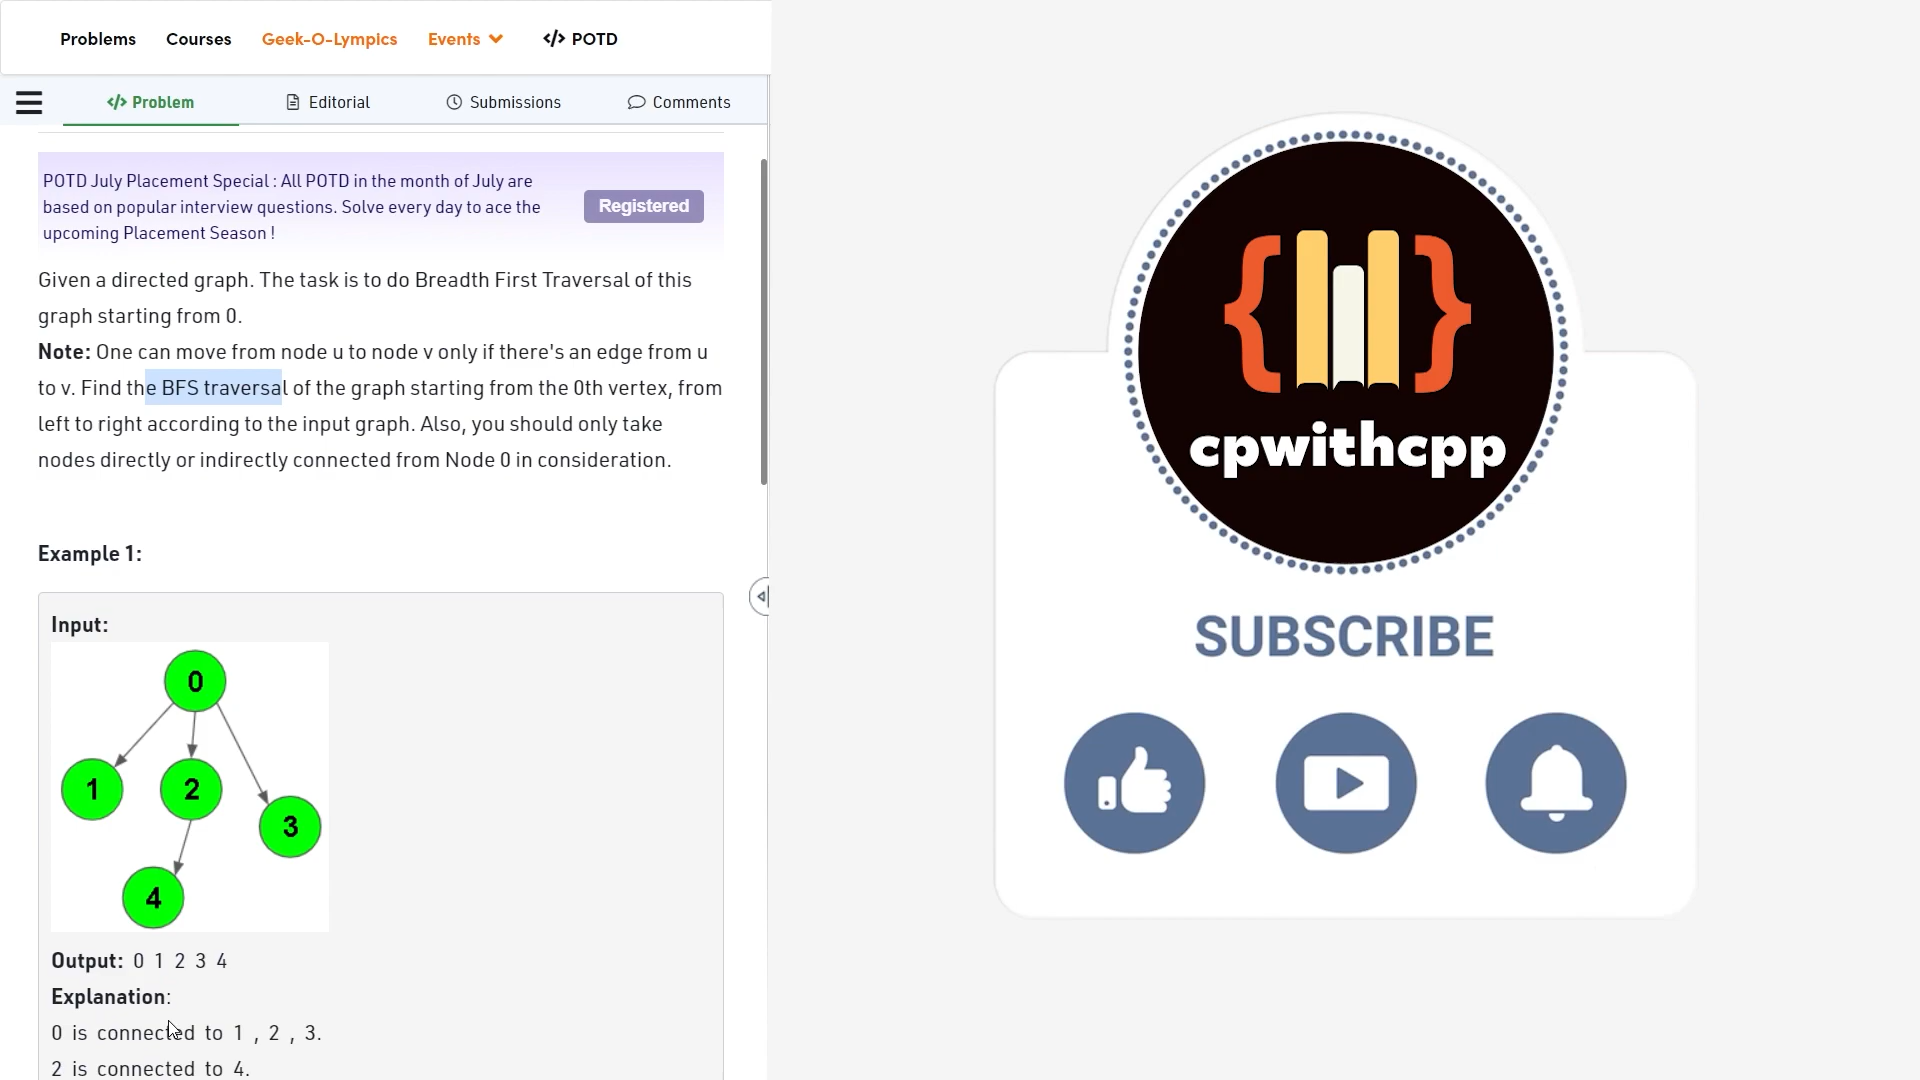 Problems Courses Geek-O-Lympics Events </> POTD
</> Problem Editorial Submissions Comments
POTD July Placement Special : All POTD in the month of July are
based on popular interview questions. Solve every day to ace the
upcoming Placement Season !
Registered
Given a directed graph. The task is to do Breadth First Traversal of this
graph starting from 0.
Note: One can move from node u to node v only if there's an edge from u
to v. Find the BFS traversal of the graph starting from the 0th vertex, from
left to right according to the input graph. Also, you should only take
nodes directly or indirectly connected from Node 0 in consideration.
Example 1:
Input:
0
1
2
3
4
Output: 0 1 2 3 4
Explanation:
0 is connected to 1 , 2 , 3.
2 is connected to 4.
cpwithcpp
SUBSCRIBE